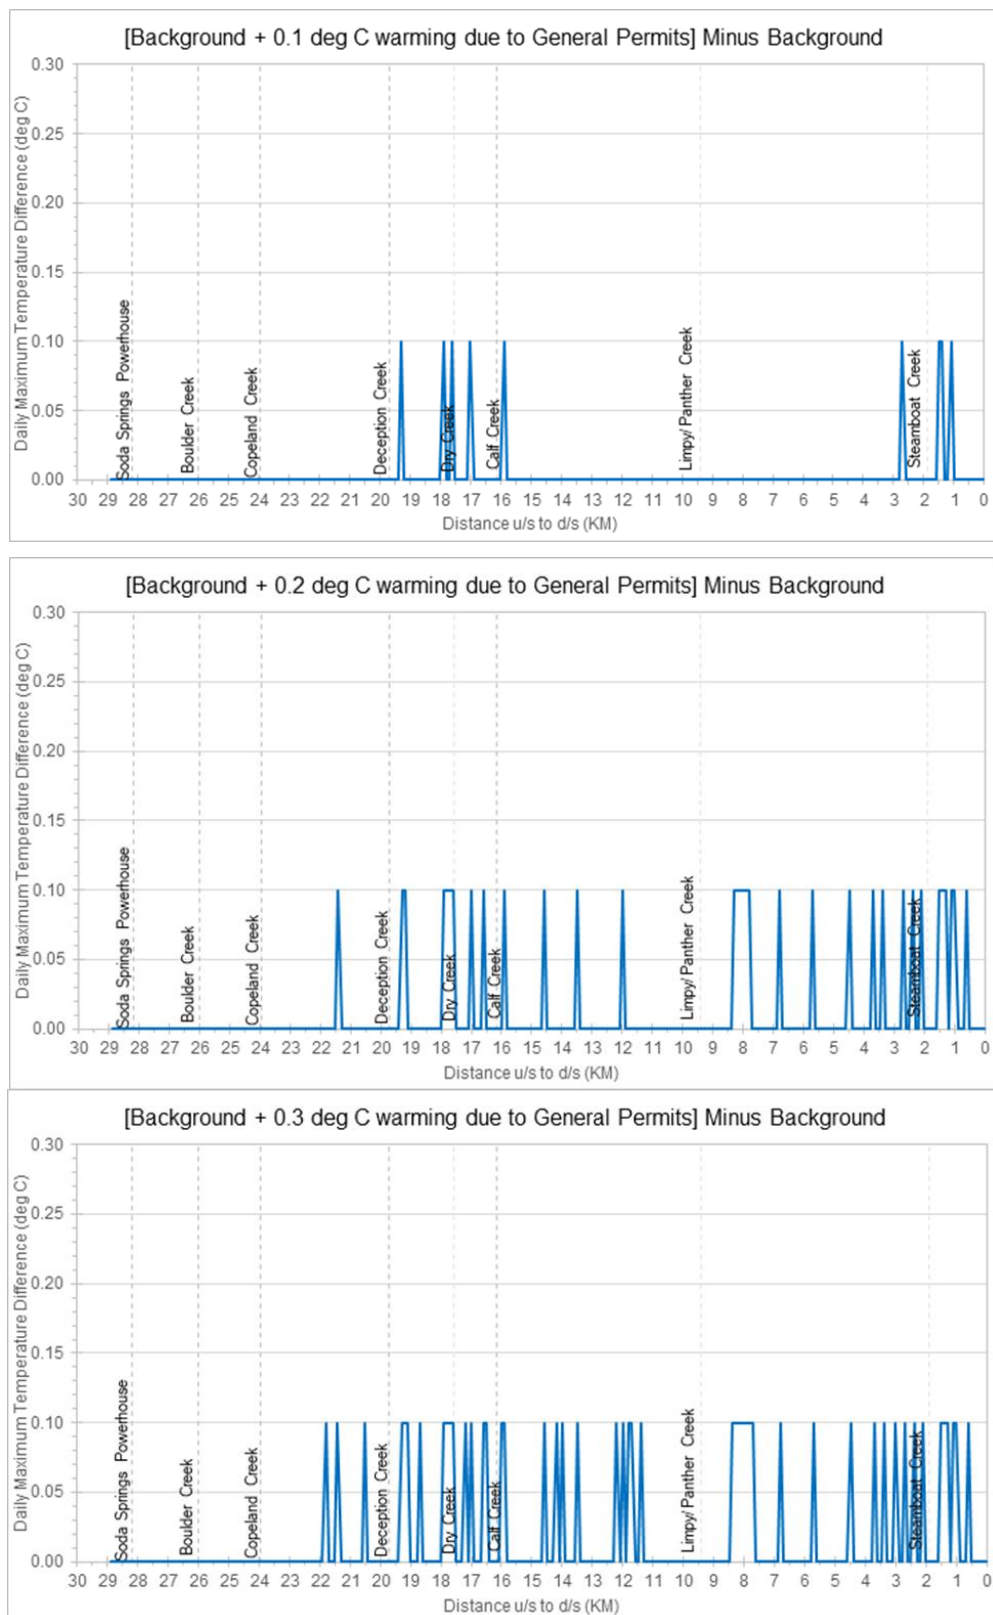 [Background + 0.1 deg C warming due to General Permits] Minus Background
Daily Maximum Temperature Difference (deg C)
0.30
0.25
0.20
0.15
0.10
0.05
0.00
Soda Springs Powerhouse
Boulder Creek
Copeland Creek
Deception Creek
Dry Creek
Calf Creek
Limpy/Panther Creek
Steamboat Creek
30 29 28 27 26 25 24 23 22 21 20 19 18 17 16 15 14 13 12 11 10 9 8 7 6 5 4 3 2 1 0
Distance u/s to d/s (KM)
[Background + 0.2 deg C warming due to General Permits] Minus Background
Daily Maximum Temperature Difference (deg C)
0.30
0.25
0.20
0.15
0.10
0.05
0.00
Soda Springs Powerhouse
Boulder Creek
Copeland Creek
Deception Creek
Dry Creek
Calf Creek
Limpy/Panther Creek
Steamboat Creek
30 29 28 27 26 25 24 23 22 21 20 19 18 17 16 15 14 13 12 11 10 9 8 7 6 5 4 3 2 1 0
Distance u/s to d/s (KM)
[Background + 0.3 deg C warming due to General Permits] Minus Background
Daily Maximum Temperature Difference (deg C)
0.30
0.25
0.20
0.15
0.10
0.05
0.00
Soda Springs Powerhouse
Boulder Creek
Copeland Creek
Deception Creek
Dry Creek
Calf Creek
Limpy/Panther Creek
Steamboat Creek
30 29 28 27 26 25 24 23 22 21 20 19 18 17 16 15 14 13 12 11 10 9 8 7 6 5 4 3 2 1 0
Distance u/s to d/s (KM)